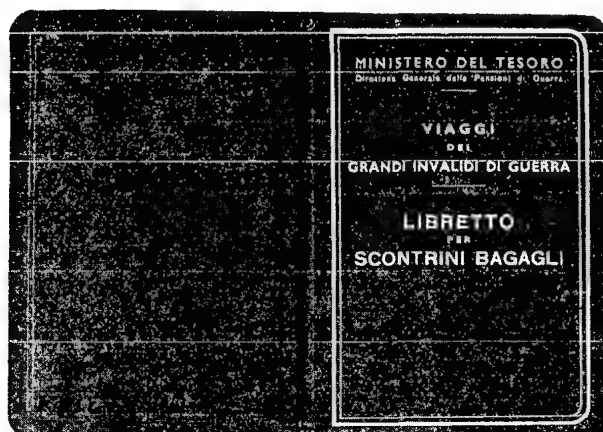 MINISTERO DEL TESORO
Direzione Generale delle Pensioni di Guerra
VIAGGI
DEI
GRANDI INVALIDI DI GUERRA
LIBRETTO
PER
SCONTRINI BAGAGLI